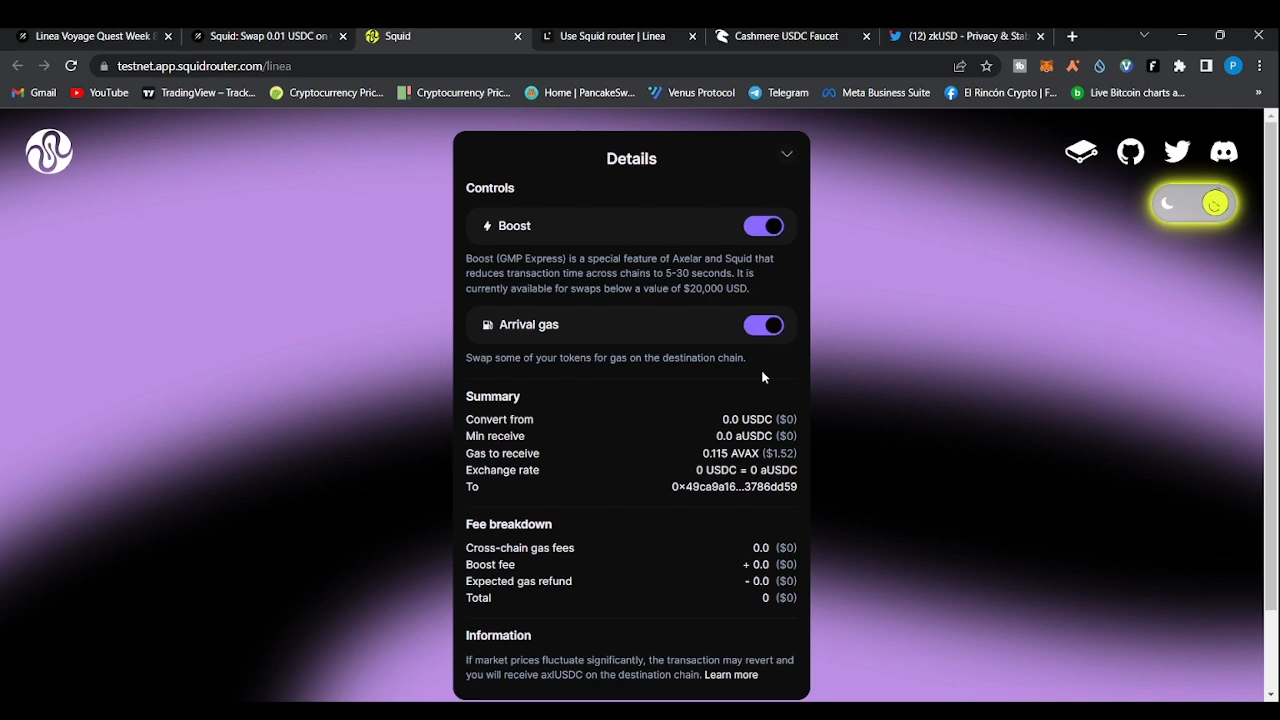 Linea Voyage Quest Week
Squid: Swap 0.01 USDC on
Squid
Use Squid router | Linea
Cashmere USDC Faucet
(12) zkUSD - Privacy & Stab
testnet.app.squidrouter.com/linea
Gmail
YouTube
TradingView – Track...
Cryptocurrency Pric...
Cryptocurrency Pric...
Home | PancakeSw...
Venus Protocol
Telegram
Meta Business Suite
El Rincón Crypto | F...
Live Bitcoin charts a...
»
Details
Controls
Boost
Boost (GMP Express) is a special feature of Axelar and Squid that
reduces transaction time across chains to 5-30 seconds. It is
currently available for swaps below a value of $20,000 USD.
Arrival gas
Swap some of your tokens for gas on the destination chain.
Summary
Convert from 0.0 USDC ($0)
Min receive 0.0 aUSDC ($0)
Gas to receive 0.115 AVAX ($1.52)
Exchange rate 0 USDC = 0 aUSDC
To 0×49ca9a16...3786dd59
Fee breakdown
Cross-chain gas fees 0.0 ($0)
Boost fee + 0.0 ($0)
Expected gas refund - 0.0 ($0)
Total 0 ($0)
Information
If market prices fluctuate significantly, the transaction may revert and
you will receive axlUSDC on the destination chain. Learn more